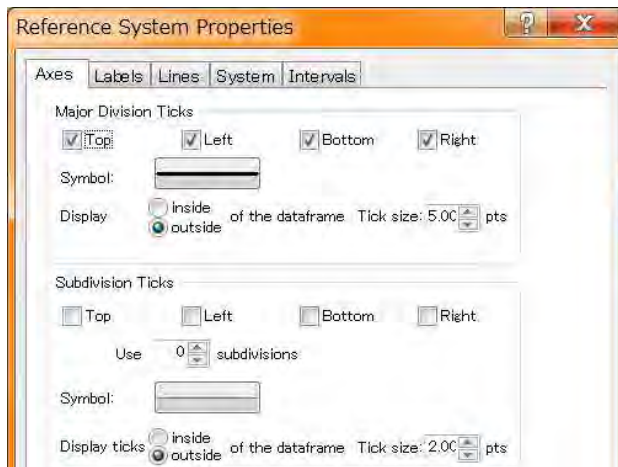 Reference System Properties
Axes Labels Lines System Intervals
Major Division Ticks
Top Left Bottom Right
Symbol:
Display inside outside of the dataframe Tick size: 5.00 pts
Subdivision Ticks
Top Left Bottom Right
Use 0 subdivisions
Symbol:
Display ticks inside outside of the dataframe Tick size: 2.00 pts